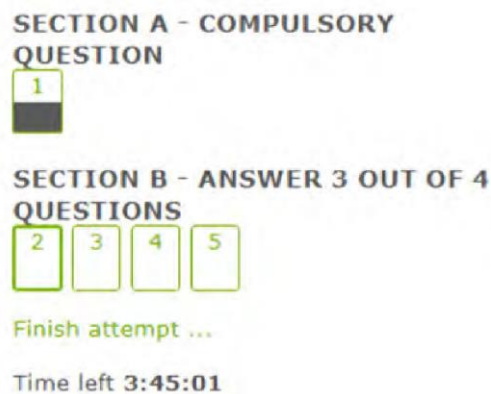 SECTION A - COMPULSORY
QUESTION
1
SECTION B - ANSWER 3 OUT OF 4
QUESTIONS
2 3 4 5
Finish attempt ...
Time left 3:45:01